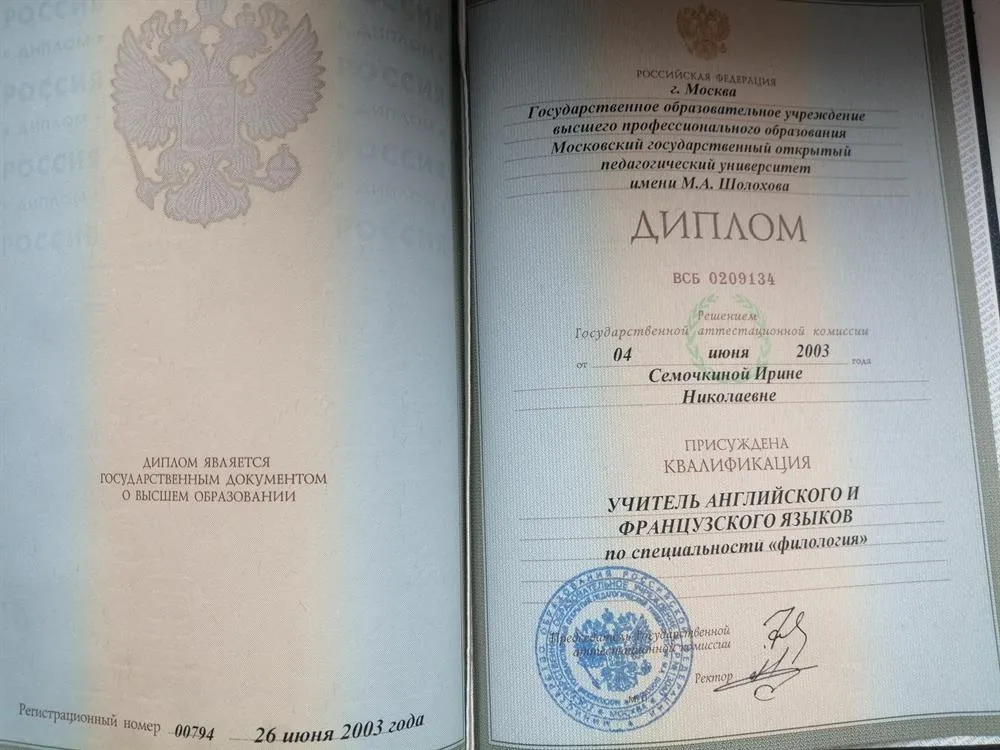 ДИПЛОМ ЯВЛЯЕТСЯ
ГОСУДАРСТВЕННЫМ ДОКУМЕНТОМ
О ВЫСШЕМ ОБРАЗОВАНИИ
Регистрационный номер 00794 26 июня 2003 года
РОССИЙСКАЯ ФЕДЕРАЦИЯ
г. Москва
Государственное образовательное учреждение
высшего профессионального образования
Московский государственный открытый
педагогический университет
имени М.А. Шолохова
ДИПЛОМ
ВСБ 0209134
Решением
Государственной аттестационной комиссии
от 04 июня 2003 года
Семочкиной Ирине
Николаевне
ПРИСУЖДЕНА
КВАЛИФИКАЦИЯ
УЧИТЕЛЬ АНГЛИЙСКОГО И
ФРАНЦУЗСКОГО ЯЗЫКОВ
по специальности «филология»
Председатель Государственной
аттестационной комиссии
Ректор